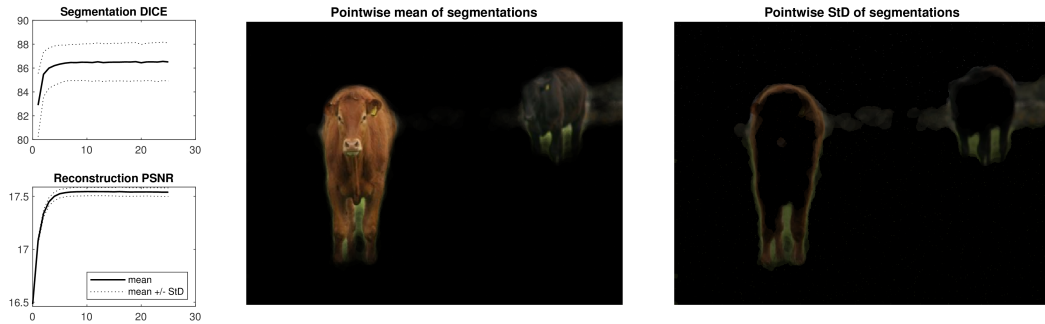 Segmentation DICE
90
88
86
84
82
80
0
10
20
30
Reconstruction PSNR
17.5
17
16.5
mean
mean +/- StD
0
10
20
30
Pointwise mean of segmentations
Pointwise StD of segmentations